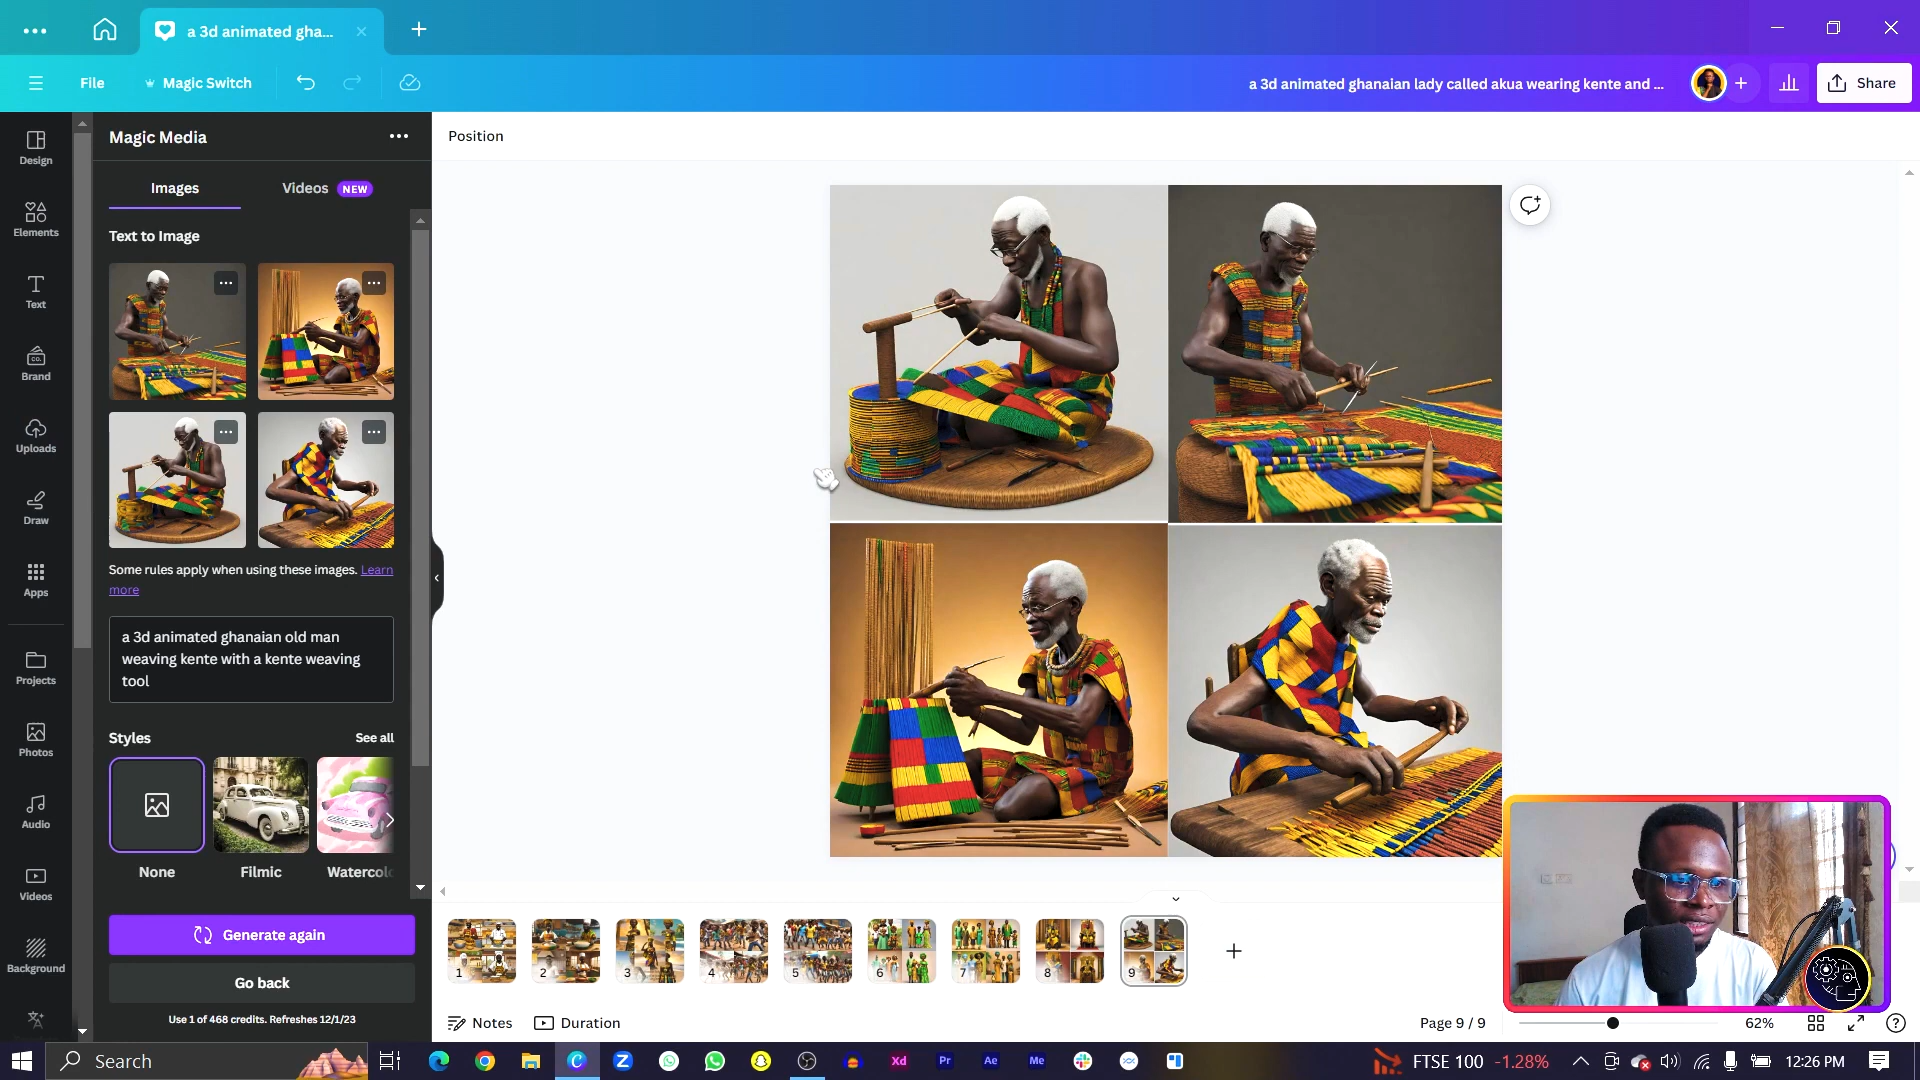 a 3d animated gha...
File
Magic Switch
a 3d animated ghanaian lady called akua wearing kente and ...
Share
Design
Elements
Text
Brand
Uploads
Draw
Apps
Projects
Photos
Audio
Videos
Background
Magic Media
Images
Videos NEW
Text to Image
Some rules apply when using these images. Learn
more
a 3d animated ghanaian old man
weaving kente with a kente weaving
tool
Styles
See all
None
Filmic
Watercolo
Generate again
Go back
Use 1 of 468 credits. Refreshes 12/1/23
Position
1
2
3
4
5
6
7
8
9
Notes
Duration
Page 9 / 9
62%
Search
Xd
Pr
Ae
Me
FTSE 100 -1.28%
12:26 PM